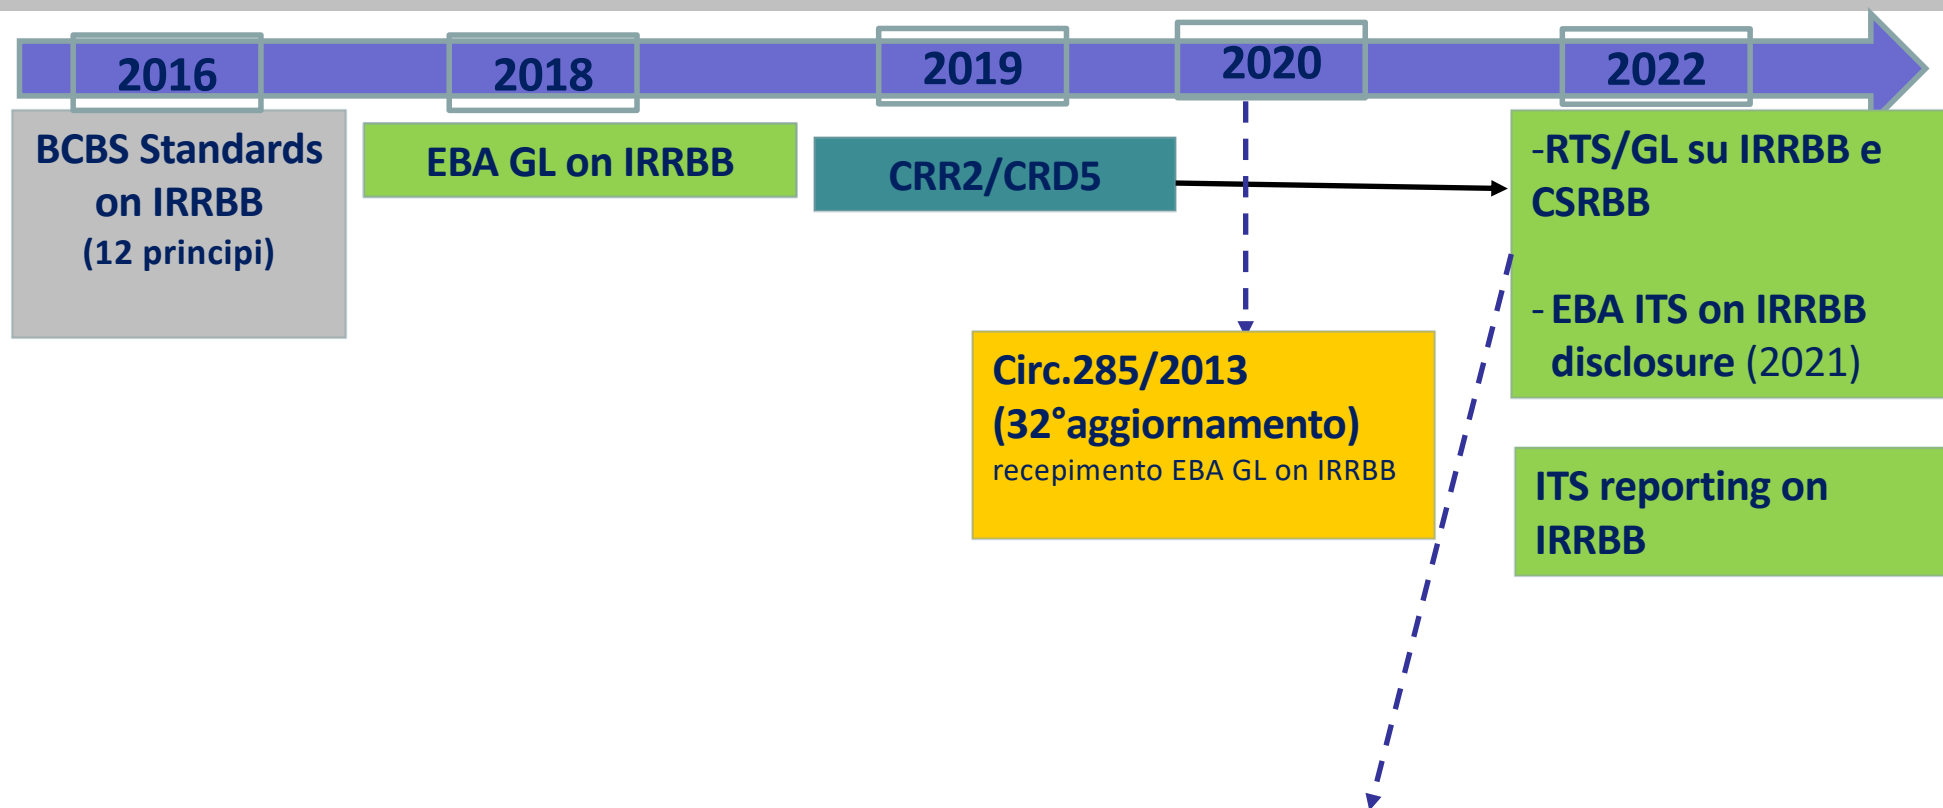 2016
2018
2019
2020
2022
BCBS Standards
on IRRBB
(12 principi)
EBA GL on IRRBB
CRR2/CRD5
-RTS/GL su IRRBB e
CSRBB
- EBA ITS on IRRBB
disclosure (2021)
Circ.285/2013
(32°aggiornamento)
recepimento EBA GL on IRRBB
ITS reporting on
IRRBB